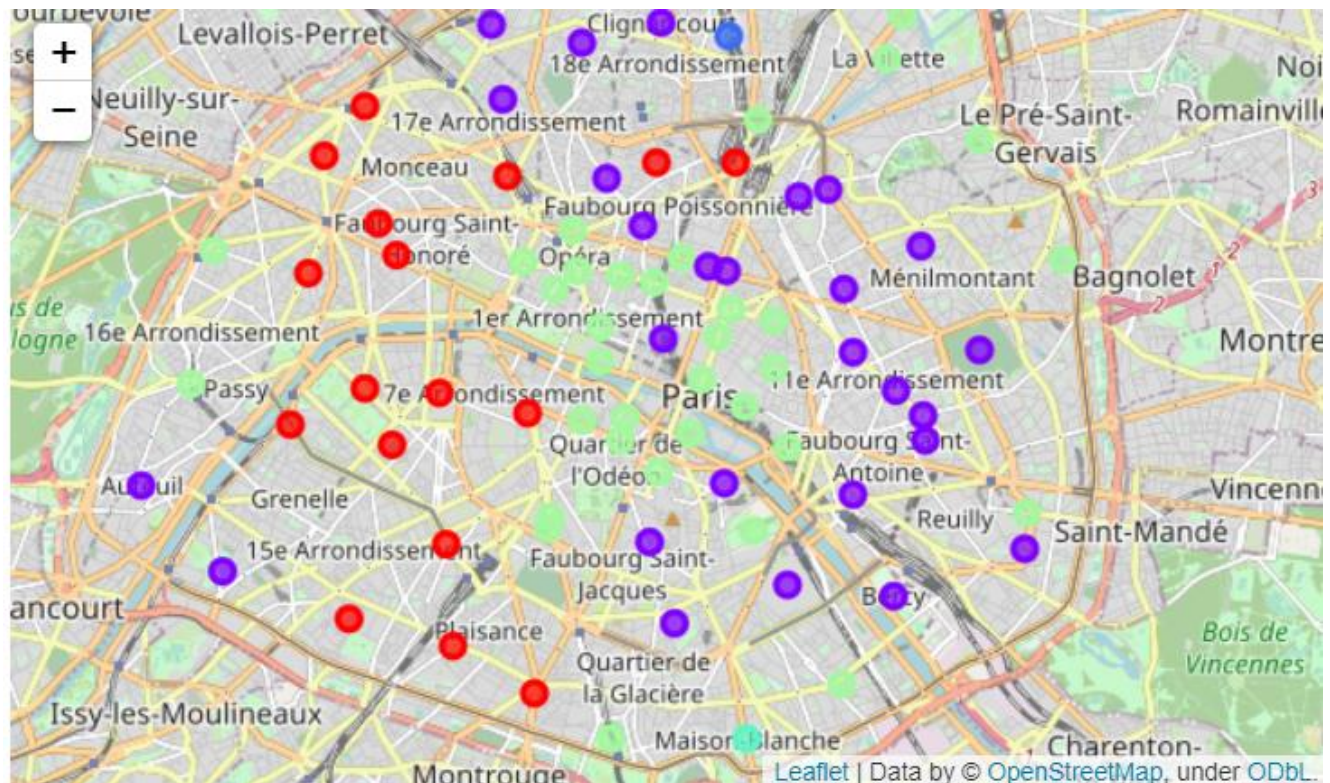 Levallois-Perret
Clignancourt
18e Arrondissement
La Villette
+
−
Neuilly-sur-
Seine
17e Arrondissement
Monceau
Le Pré-Saint-
Gervais
Romainville
Faubourg Saint-
Honoré
Faubourg Poissonnière
Opéra
Ménilmontant
Bagnolet
16e Arrondissement
1er Arrondissement
Passy
7e Arrondissement
Paris
11e Arrondissement
Quartier de
l'Odéon
Faubourg Saint-
Antoine
Auteuil
Grenelle
Reuilly
Saint-Mandé
15e Arrondissement
Faubourg Saint-
Jacques
Bercy
Plaisance
Quartier de
la Glacière
Bois de
Vincennes
Issy-les-Moulineaux
Maison-Blanche
Montrouge
Charenton-
Leaflet | Data by © OpenStreetMap, under ODbL.